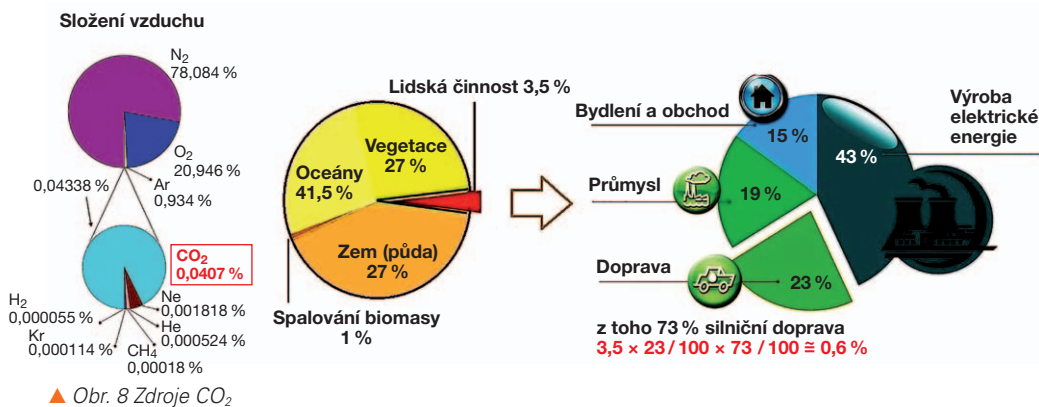 Složení vzduchu
N₂
78,084 %
O₂
20,946 %
Ar
0,934 %
0,04338 %
CO₂
0,0407 %
Ne
0,001818 %
He
0,000524 %
CH₄
0,00018 %
Kr
0,000114 %
H₂
0,000055 %
Lidská činnost 3,5 %
Vegetace
27 %
Oceány
41,5 %
Zem (půda)
27 %
Spalování biomasy
1 %
Bydlení a obchod
15 %
Výroba
elektrické
energie
43 %
Průmysl
19 %
Doprava
23 %
z toho 73 % silniční doprava
3,5 × 23 / 100 × 73 / 100 ≅ 0,6 %
▲ Obr. 8 Zdroje CO₂